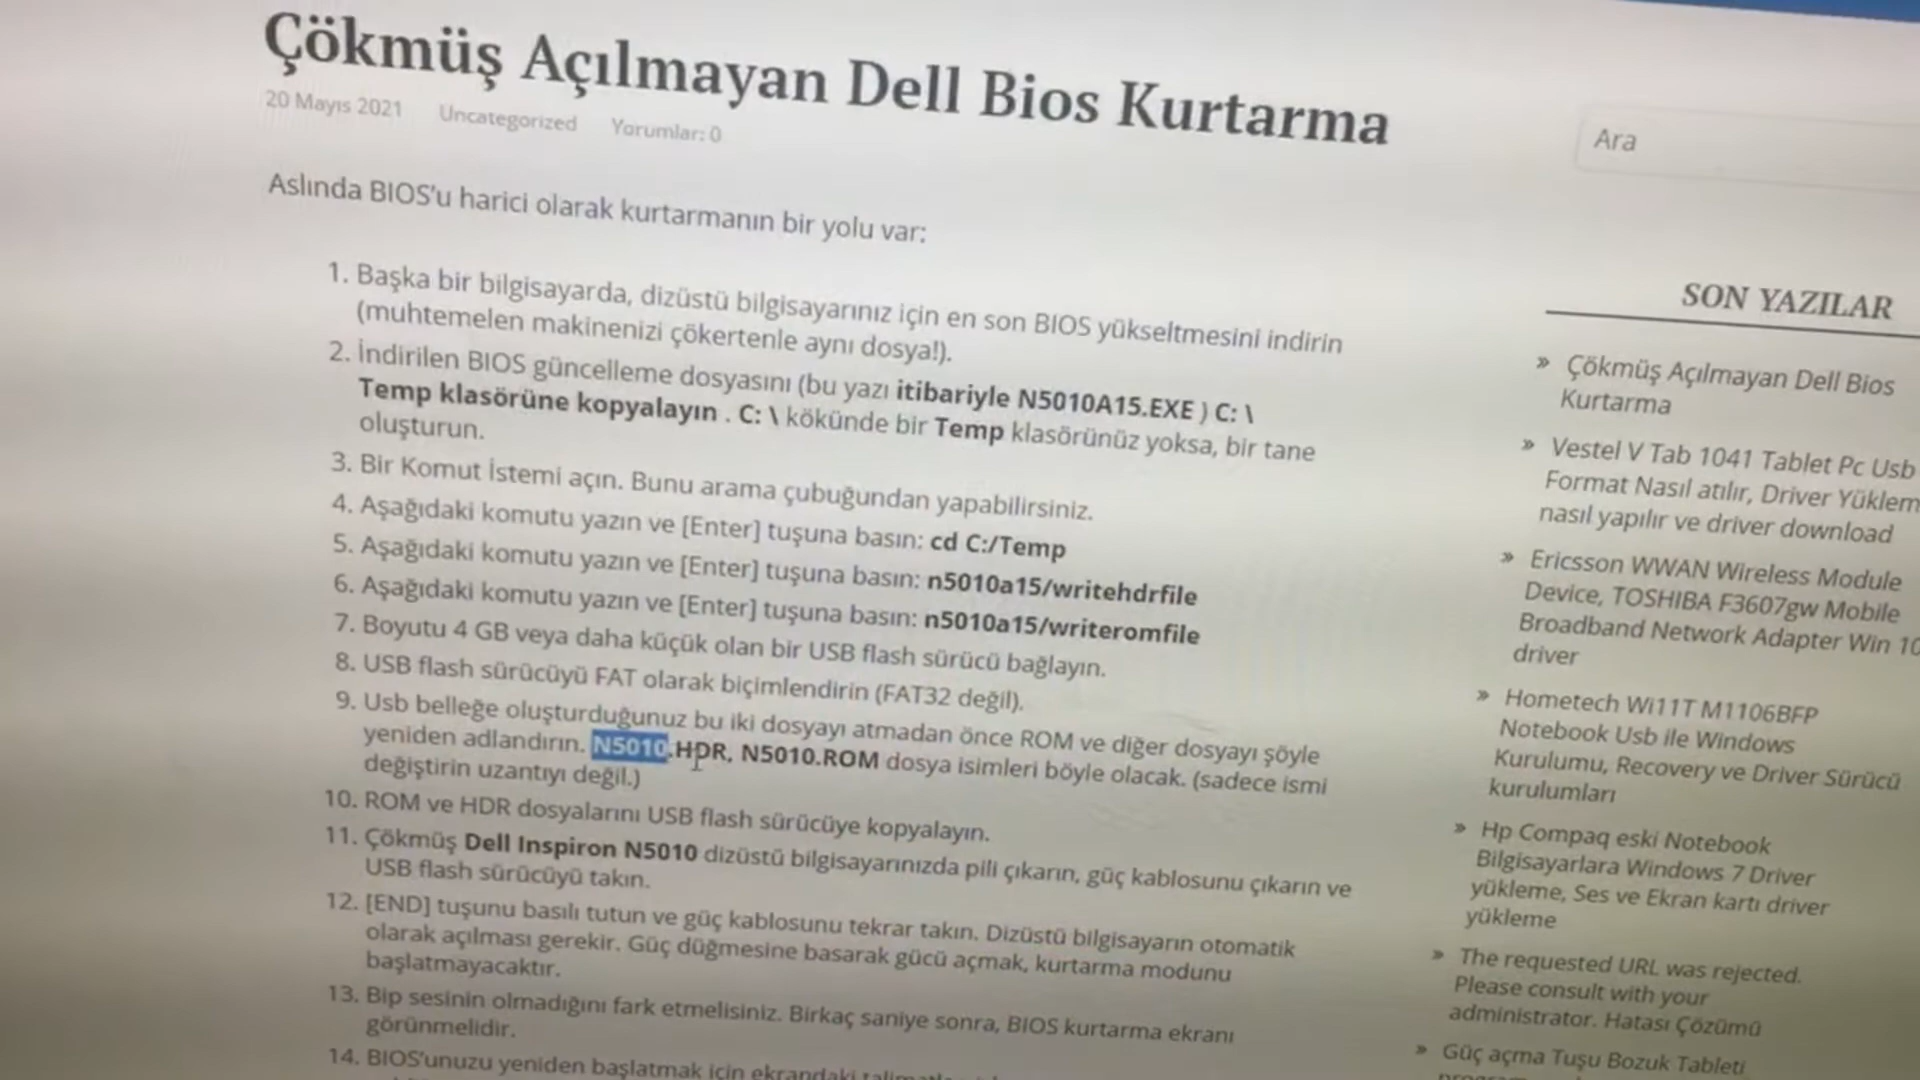 Çökmüş Açılmayan Dell Bios Kurtarma
20 Mayıs 2021 Uncategorized Yorumlar: 0
Aslında BIOS'u harici olarak kurtarmanın bir yolu var:
1. Başka bir bilgisayarda, dizüstü bilgisayarınız için en son BIOS yükseltmesini indirin
(muhtemelen makinenizi çökertenle aynı dosya!).
2. İndirilen BIOS güncelleme dosyasını (bu yazı itibariyle N5010A15.EXE ) C: \
Temp klasörüne kopyalayın . C: \ kökünde bir Temp klasörünüz yoksa, bir tane
oluşturun.
3. Bir Komut İstemi açın. Bunu arama çubuğundan yapabilirsiniz.
4. Aşağıdaki komutu yazın ve [Enter] tuşuna basın: cd C:/Temp
5. Aşağıdaki komutu yazın ve [Enter] tuşuna basın: n5010a15/writehdrfile
6. Aşağıdaki komutu yazın ve [Enter] tuşuna basın: n5010a15/writeromfile
7. Boyutu 4 GB veya daha küçük olan bir USB flash sürücü bağlayın.
8. USB flash sürücüyü FAT olarak biçimlendirin (FAT32 değil).
9. Usb belleğe oluşturduğunuz bu iki dosyayı atmadan önce ROM ve diğer dosyayı şöyle
yeniden adlandırın. N5010.HDR, N5010.ROM dosya isimleri böyle olacak. (sadece ismi
değiştirin uzantıyı değil.)
10. ROM ve HDR dosyalarını USB flash sürücüye kopyalayın.
11. Çökmüş Dell Inspiron N5010 dizüstü bilgisayarınızda pili çıkarın, güç kablosunu çıkarın ve
USB flash sürücüyü takın.
12. [END] tuşunu basılı tutun ve güç kablosunu tekrar takın. Dizüstü bilgisayarın otomatik
olarak açılması gerekir. Güç düğmesine basarak gücü açmak, kurtarma modunu
başlatmayacaktır.
13. Bip sesinin olmadığını fark etmelisiniz. Birkaç saniye sonra, BIOS kurtarma ekranı
görünmelidir.
14. BIOS'unuzu yeniden başlatmak için ekrandaki
Ara
SON YAZILAR
» Çökmüş Açılmayan Dell Bios
Kurtarma
» Vestel V Tab 1041 Tablet Pc Usb
Format Nasıl atılır, Driver Yüklem
nasıl yapılır ve driver download
» Ericsson WWAN Wireless Module
Device, TOSHIBA F3607gw Mobile
Broadband Network Adapter Win 10
driver
» Hometech Wi11T M1106BFP
Notebook Usb ile Windows
Kurulumu, Recovery ve Driver Sürücü
kurulumları
» Hp Compaq eski Notebook
Bilgisayarlara Windows 7 Driver
yükleme, Ses ve Ekran kartı driver
yükleme
» The requested URL was rejected.
Please consult with your
administrator. Hatası Çözümü
» Güç açma Tuşu Bozuk Tableti